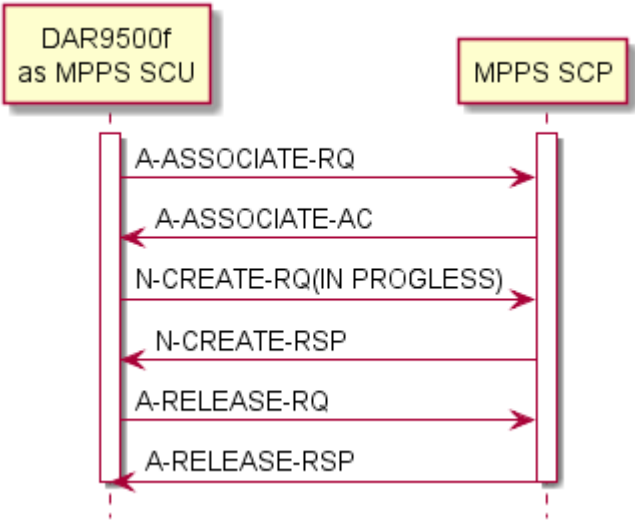 DAR9500f
as MPPS SCU
MPPS SCP
A-ASSOCIATE-RQ
A-ASSOCIATE-AC
N-CREATE-RQ(IN PROGLESS)
N-CREATE-RSP
A-RELEASE-RQ
A-RELEASE-RSP